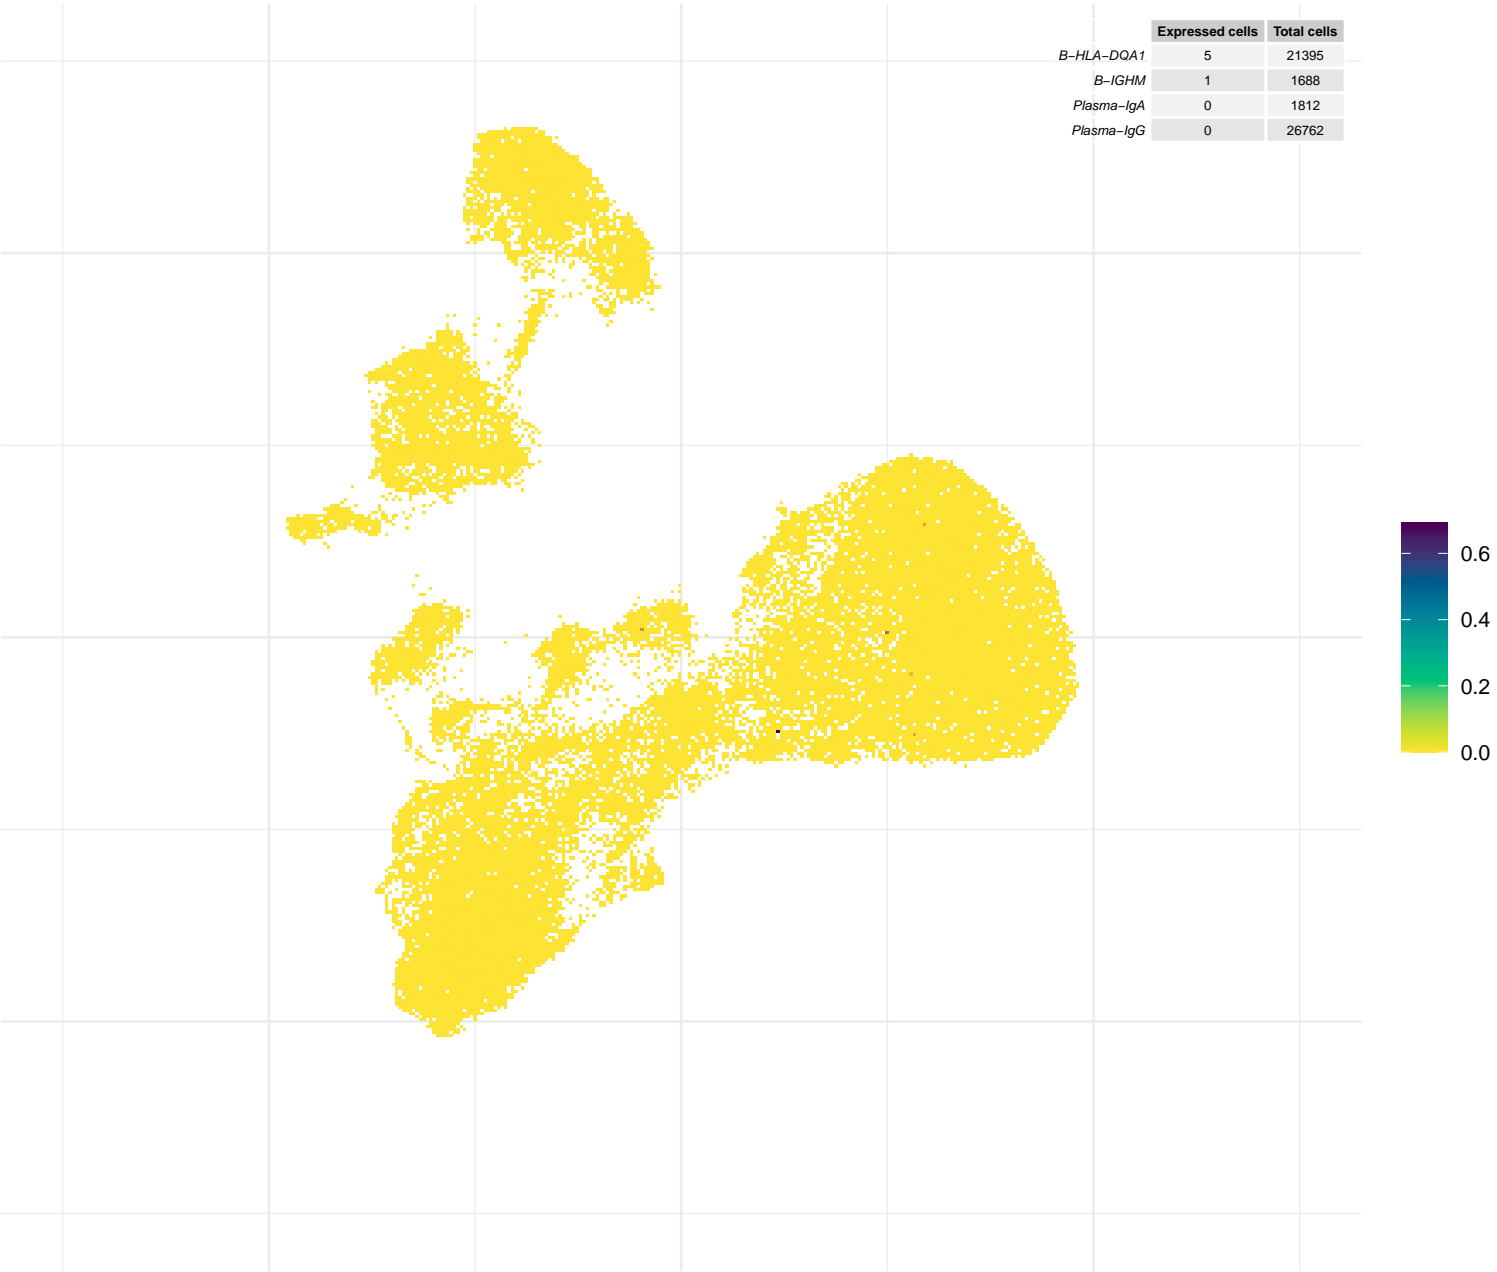 Expressed cells Total cells
B−HLA−DQA1 5 21395
B−IGHM 1 1688
Plasma−IgA 0 1812
Plasma−IgG 0 26762
0.6
0.4
0.2
0.0